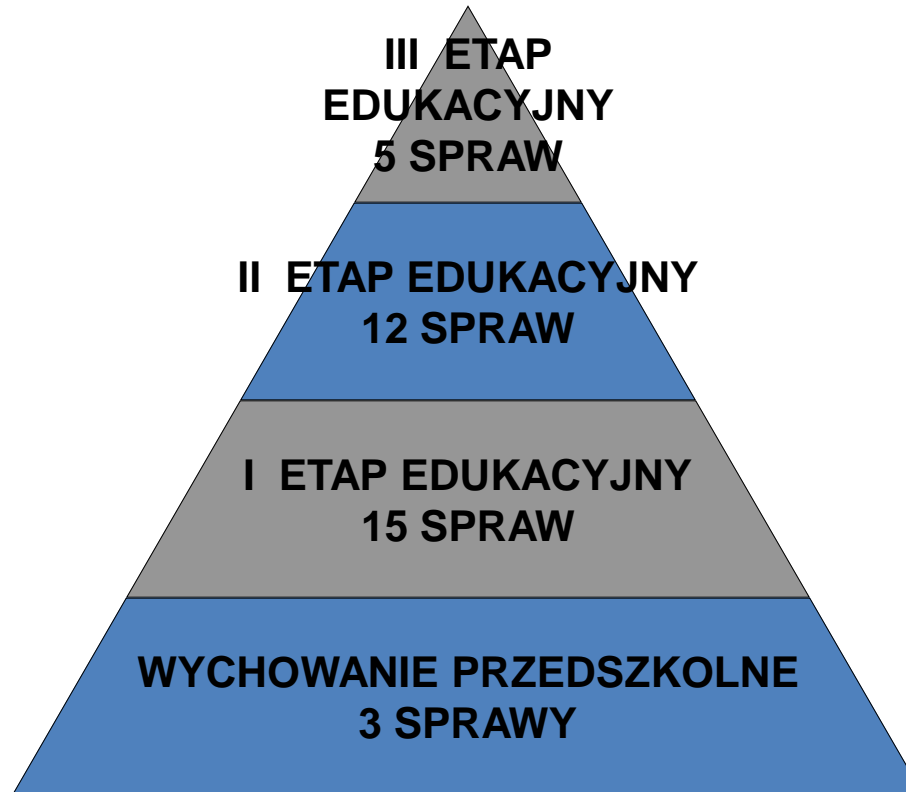 III ETAP
EDUKACYJNY
5 SPRAW
II ETAP EDUKACYJNY
12 SPRAW
I ETAP EDUKACYJNY
15 SPRAW
WYCHOWANIE PRZEDSZKOLNE
3 SPRAWY